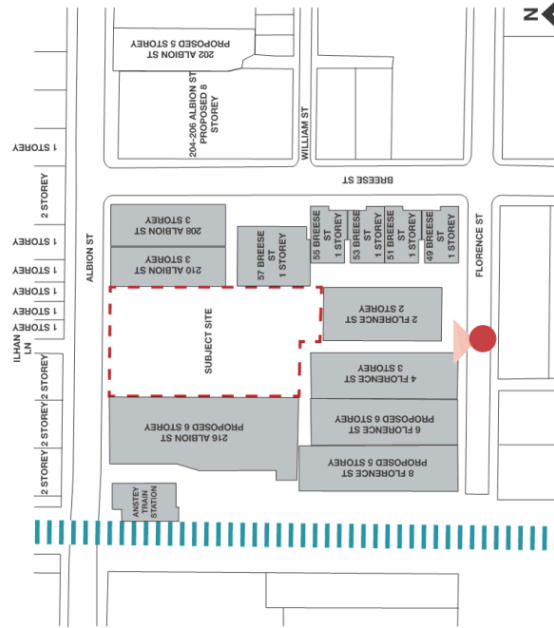 N
202 ALBION ST
PROPOSED 5 STOREY
204-206 ALBION ST
PROPOSED 8
STOREY
WILLIAM ST
BREESE ST
1 STOREY
1 STOREY
2 STOREY
1 STOREY
1 STOREY
1 STOREY
1 STOREY
1 STOREY
ILHAN
LN
2 STOREY
2 STOREY
2 STOREY
ALBION ST
208 ALBION ST
3 STOREY
210 ALBION ST
3 STOREY
57 BREESE
ST
1 STOREY
55 BREESE
ST
1 STOREY
53 BREESE
ST
1 STOREY
51 BREESE
ST
1 STOREY
49 BREESE
ST
1 STOREY
FLORENCE ST
SUBJECT SITE
2 FLORENCE ST
2 STOREY
4 FLORENCE ST
3 STOREY
6 FLORENCE ST
PROPOSED 6 STOREY
8 FLORENCE ST
PROPOSED 5 STOREY
216 ALBION ST
PROPOSED 6 STOREY
ANSTEY
TRAIN
STATION